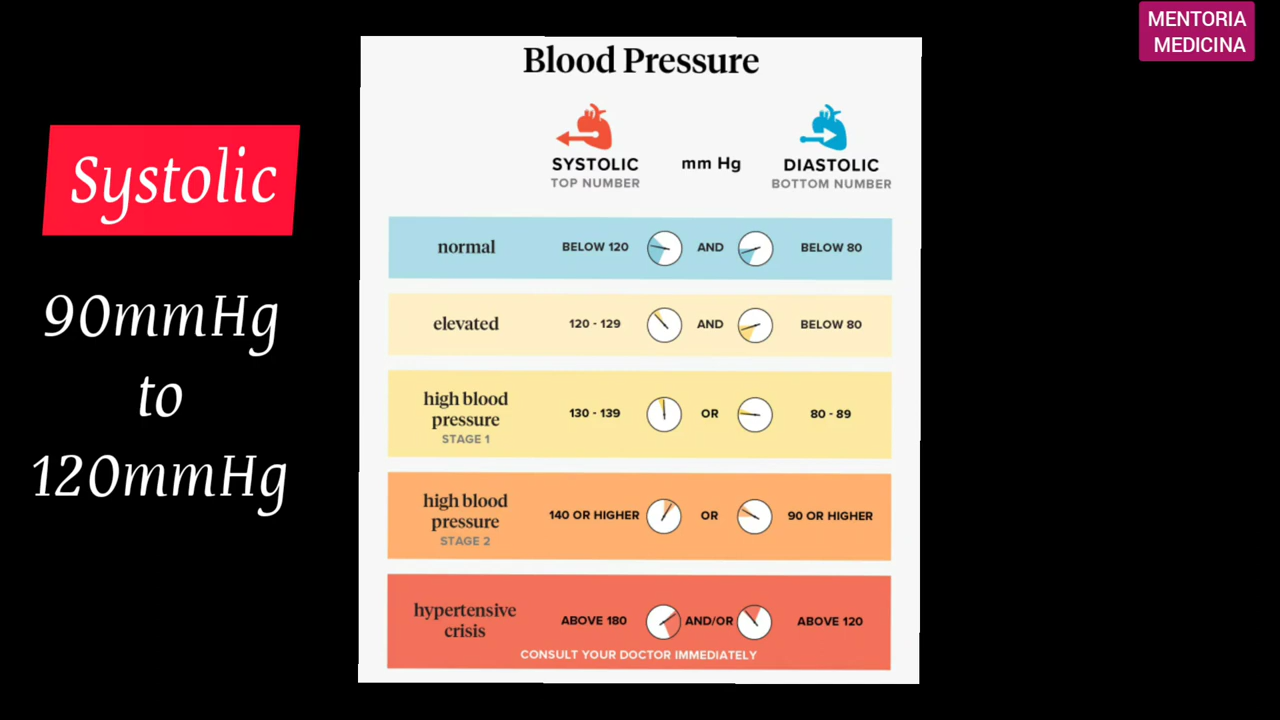 MENTORIA
MEDICINA
Systolic
90mmHg
to
120mmHg
Blood Pressure
SYSTOLIC
TOP NUMBER
mm Hg
DIASTOLIC
BOTTOM NUMBER
normal BELOW 120 AND BELOW 80
elevated 120 - 129 AND BELOW 80
high blood
pressure
STAGE 1
130 - 139 OR 80 - 89
high blood
pressure
STAGE 2
140 OR HIGHER OR 90 OR HIGHER
hypertensive
crisis
ABOVE 180 AND/OR ABOVE 120
CONSULT YOUR DOCTOR IMMEDIATELY